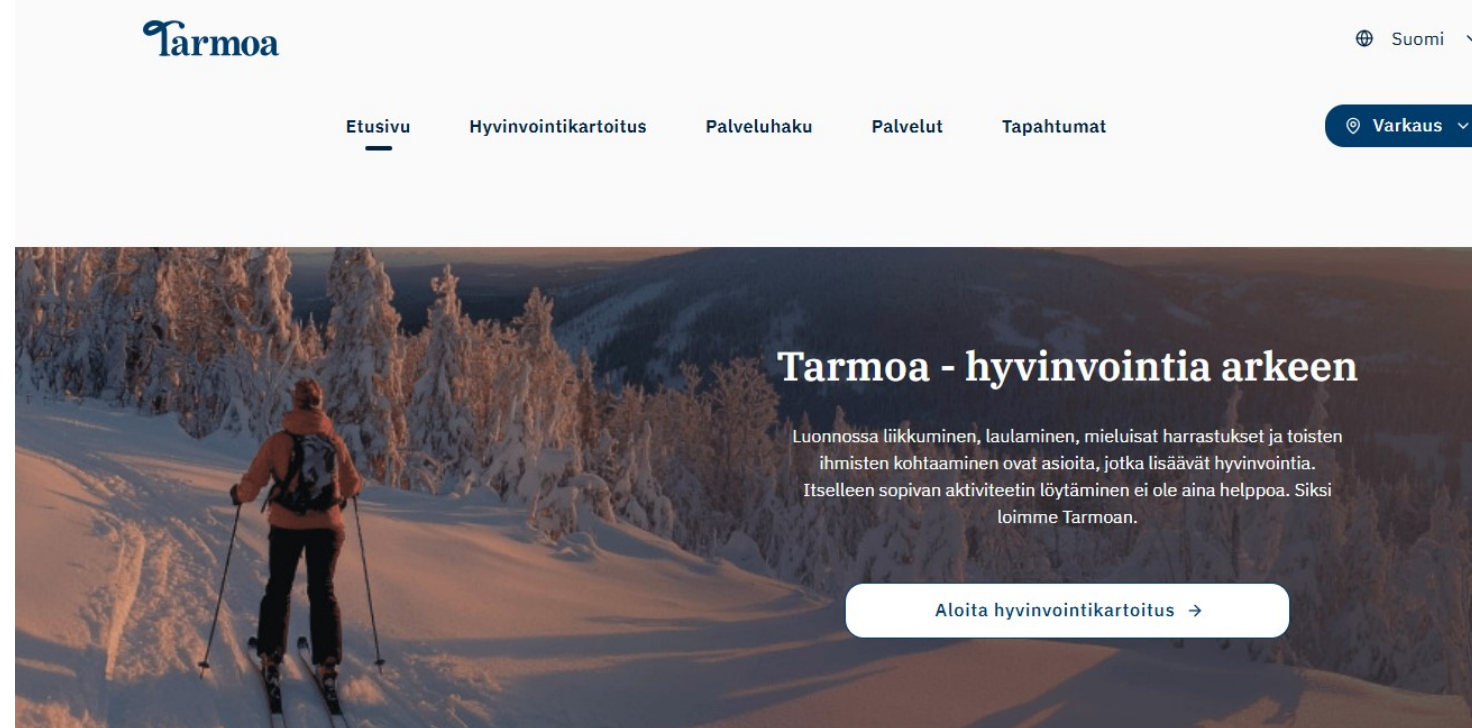 Tarmoa
Suomi
Etusivu Hyvinvointikartoitus Palveluhaku Palvelut Tapahtumat Varkaus
Tarmoa - hyvinvointia arkeen
Luonnossa liikkuminen, laulaminen, mieluisat harrastukset ja toisten
ihmisten kohtaaminen ovat asioita, jotka lisäävät hyvinvointia.
Itselleen sopivan aktiviteetin löytäminen ei ole aina helppoa. Siksi
loimme Tarmoan.
Aloita hyvinvointikartoitus →